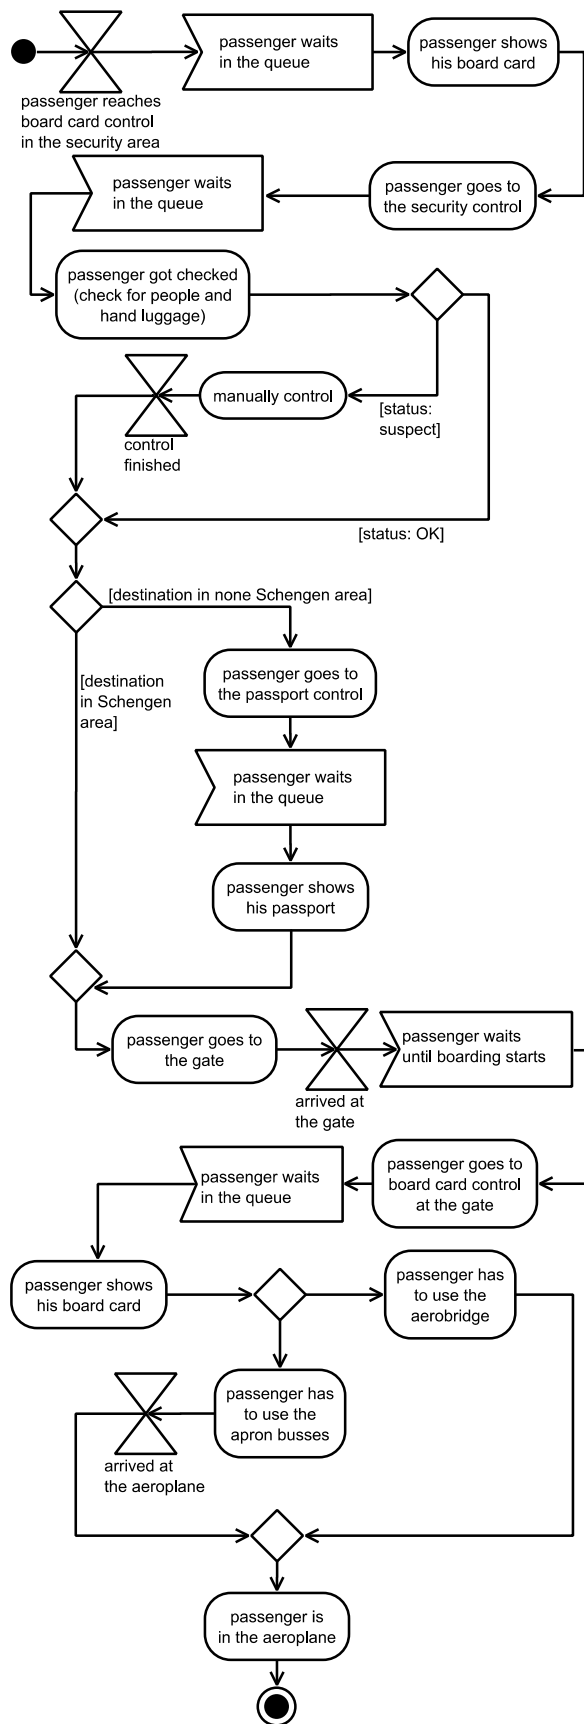 passenger waits
in the queue
passenger shows
his board card
passenger reaches
board card control
in the security area
passenger waits
in the queue
passenger goes to
the security control
passenger got checked
(check for people and
hand luggage)
manually control
[status:
suspect]
control
finished
[status: OK]
[destination in none Schengen area]
passenger goes to
the passport control
[destination
in Schengen
area]
passenger waits
in the queue
passenger shows
his passport
passenger goes to
the gate
passenger waits
until boarding starts
arrived at
the gate
passenger waits
in the queue
passenger goes to
board card control
at the gate
passenger shows
his board card
passenger has
to use the
aerobridge
passenger has
to use the
apron busses
arrived at
the aeroplane
passenger is
in the aeroplane